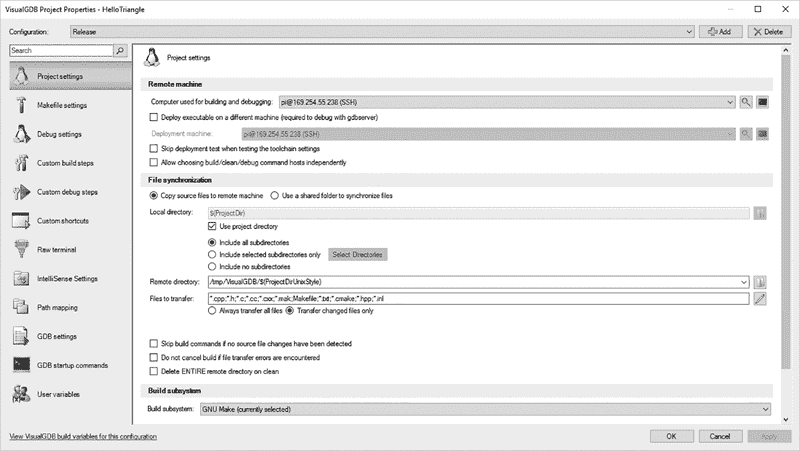 VisualGDB Project Properties - HelloTriangle
Configuration: Release Add Delete
Search
Project settings
Makefile settings
Debug settings
Custom build steps
Custom debug steps
Custom shortcuts
Raw terminal
IntelliSense Settings
Path mapping
GDB settings
GDB startup commands
User variables
Project settings
Remote machine
Computer used for building and debugging: pi@169.254.55.238 (SSH)
Deploy executable on a different machine (required to debug with gdbserver)
Deployment machine: pi@169.254.55.238 (SSH)
Skip deployment test when testing the toolchain settings
Allow choosing build/clean/debug command hosts independently
File synchronization
Copy source files to remote machine Use a shared folder to synchronize files
Local directory: $(ProjectDir)
Use project directory
Include all subdirectories
Include selected subdirectories only Select Directories
Include no subdirectories
Remote directory: /tmp/VisualGDB/$(ProjectDirUnixStyle)
Files to transfer: *.cpp;*.h;*.c;*.cc;*.cxx;*.mak;Makefile;*.txt;*.cmake;*.hpp;*.inl
Always transfer all files Transfer changed files only
Skip build commands if no source file changes have been detected
Do not cancel build if file transfer errors are encountered
Delete ENTIRE remote directory on clean
Build subsystem
Build subsystem: GNU Make (currently selected)
View VisualGDB build variables for this configuration
OK Cancel Apply